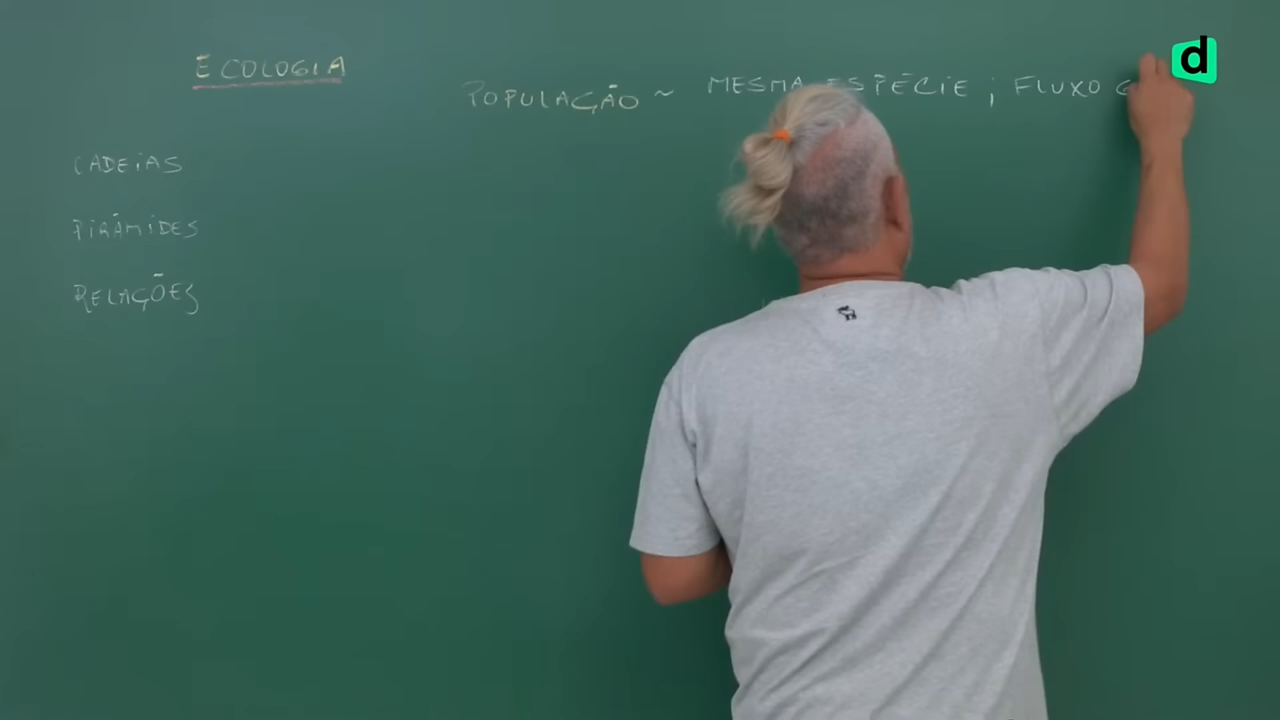 ECOLOGIA
POPULAÇÃO ~ MESMA ESPÉCIE ; FLUXO G
CADEIAS
PIRÂMIDES
RELAÇÕES
d